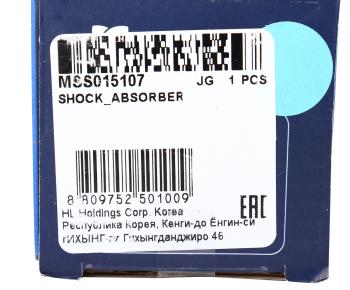 MSS015107 JG 1 PCS
SHOCK_ABSORBER
8 809752 501009
HL Holdings Corp. Korea
Республика Корея, Кенги-до Ёнгин-си
Гихынгданджиро 46
EAC